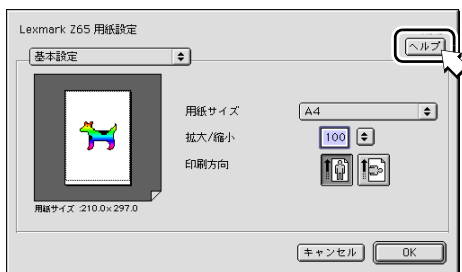 Lexmark Z65 用紙設定
ヘルプ
基本設定
用紙サイズ A4
拡大/縮小 100
印刷方向
用紙サイズ :210.0×297.0
キャンセル OK